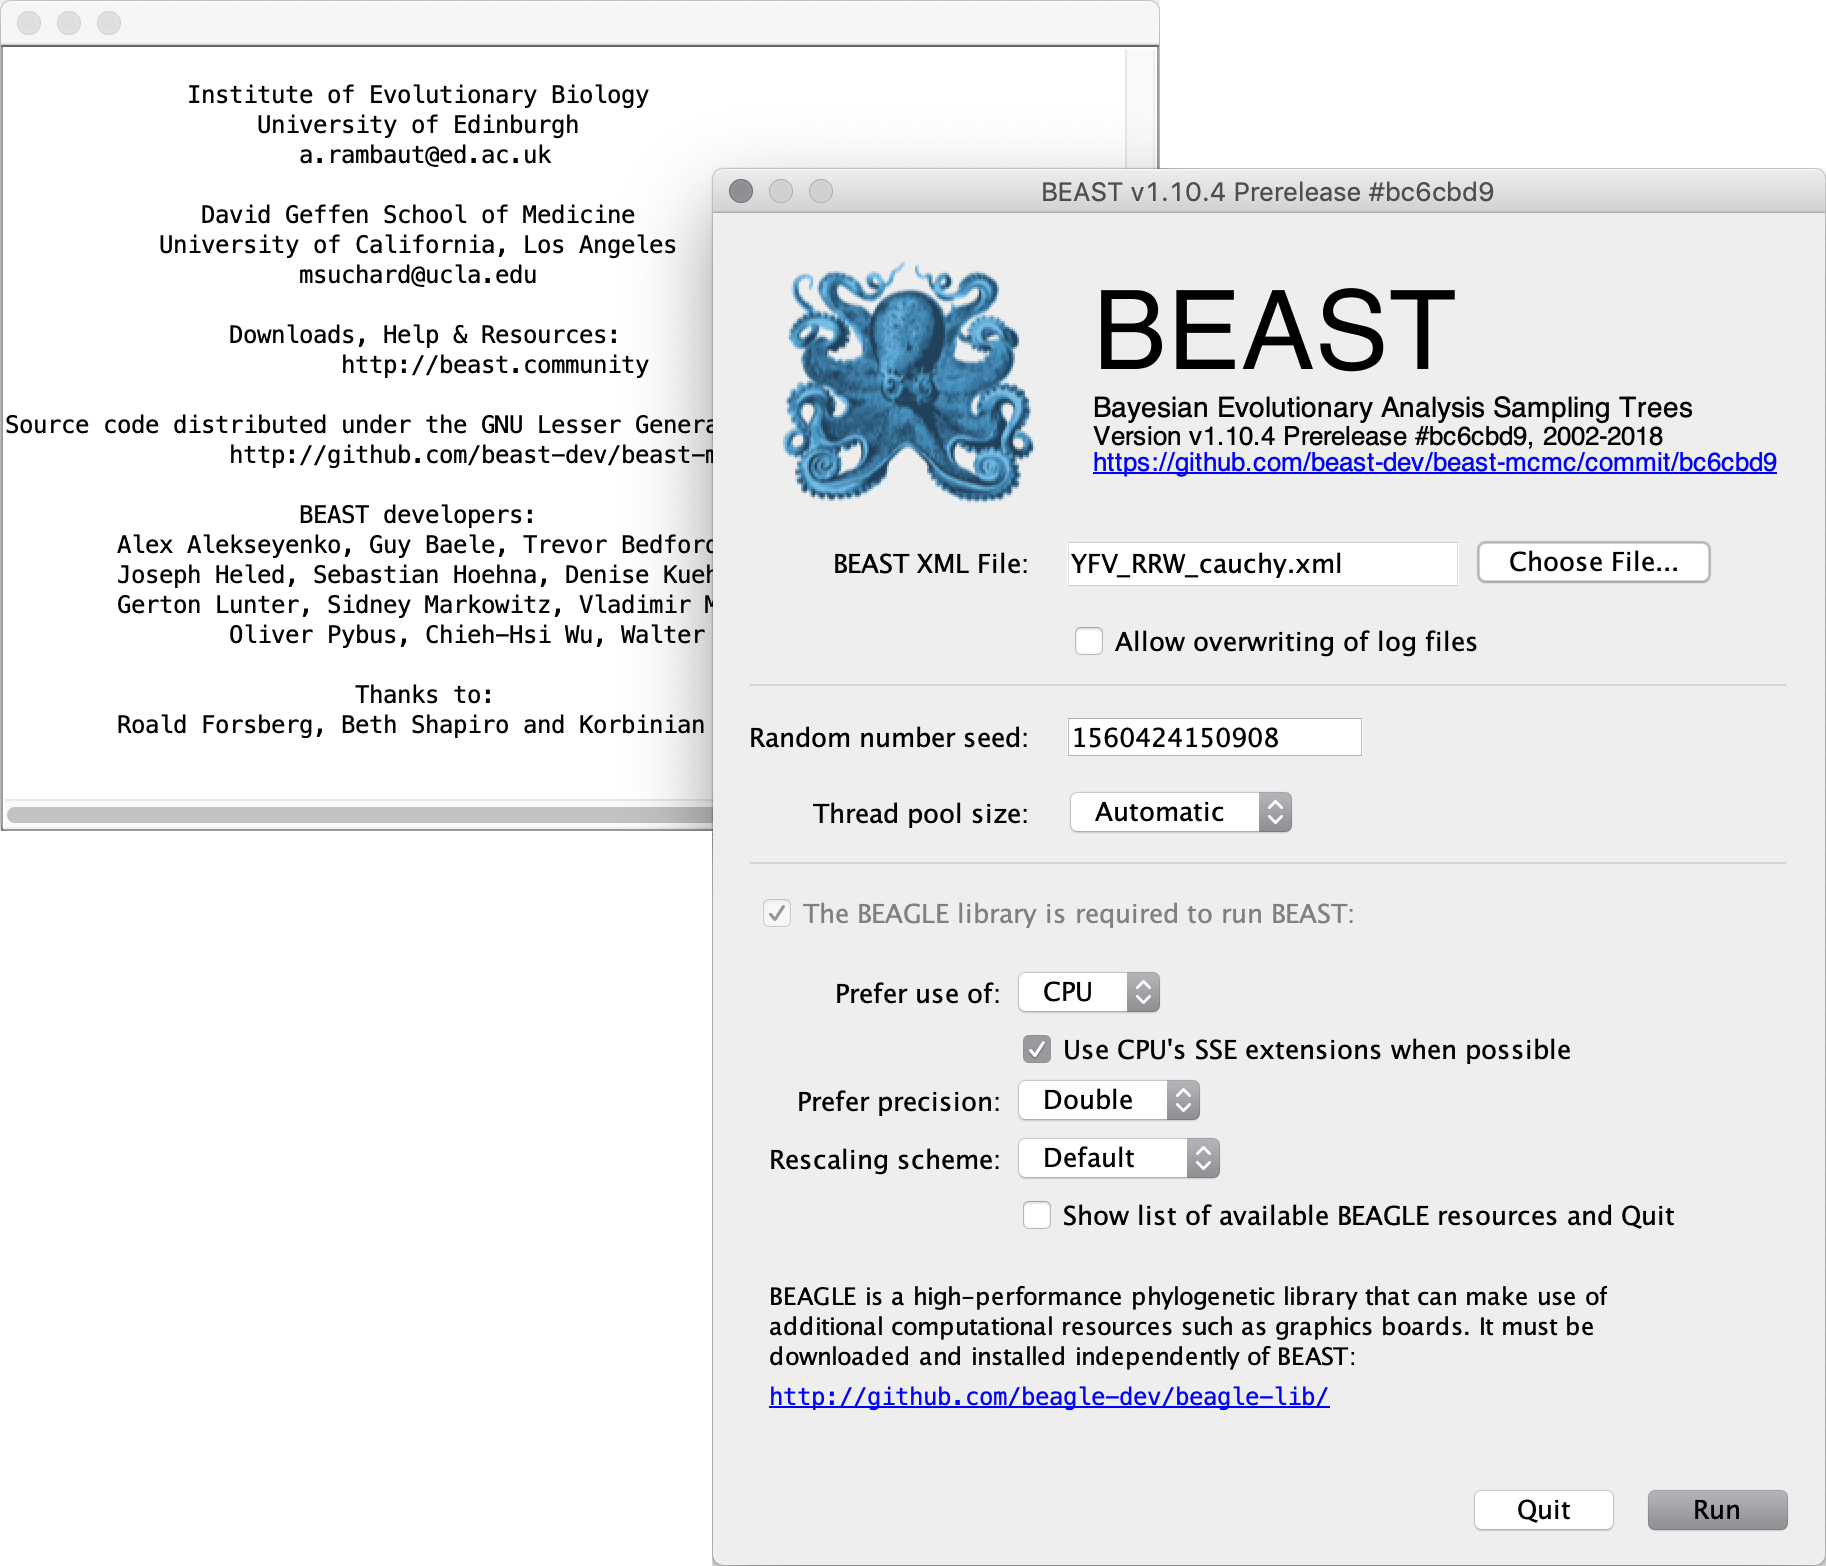 Institute of Evolutionary Biology
University of Edinburgh
a.rambaut@ed.ac.uk
David Geffen School of Medicine
University of California, Los Angeles
msuchard@ucla.edu
Downloads, Help & Resources:
http://beast.community
Source code distributed under the GNU Lesser
http://github.com/beast-dev/
BEAST developers:
Alex Alekseyenko, Guy Baele, Trevor
Joseph Heled, Sebastian Hoehna, Denise
Gerton Lunter, Sidney Markowitz, Vladimir
Oliver Pybus, Chieh-Hsi Wu, Walter
Thanks to:
Roald Forsberg, Beth Shapiro and Korbinian
BEAST v1.10.4 Prerelease #bc6cbd9
BEAST
Bayesian Evolutionary Analysis Sampling Trees
Version v1.10.4 Prerelease #bc6cbd9, 2002-2018
https://github.com/beast-dev/beast-mcmc/commit/bc6cbd9
BEAST XML File: YFV_RRW_cauchy.xml Choose File...
Allow overwriting of log files
Random number seed: 1560424150908
Thread pool size: Automatic
The BEAGLE library is required to run BEAST:
Prefer use of: CPU
Use CPU's SSE extensions when possible
Prefer precision: Double
Rescaling scheme: Default
Show list of available BEAGLE resources and Quit
BEAGLE is a high-performance phylogenetic library that can make use of
additional computational resources such as graphics boards. It must be
downloaded and installed independently of BEAST:
http://github.com/beagle-dev/beagle-lib/
Quit Run